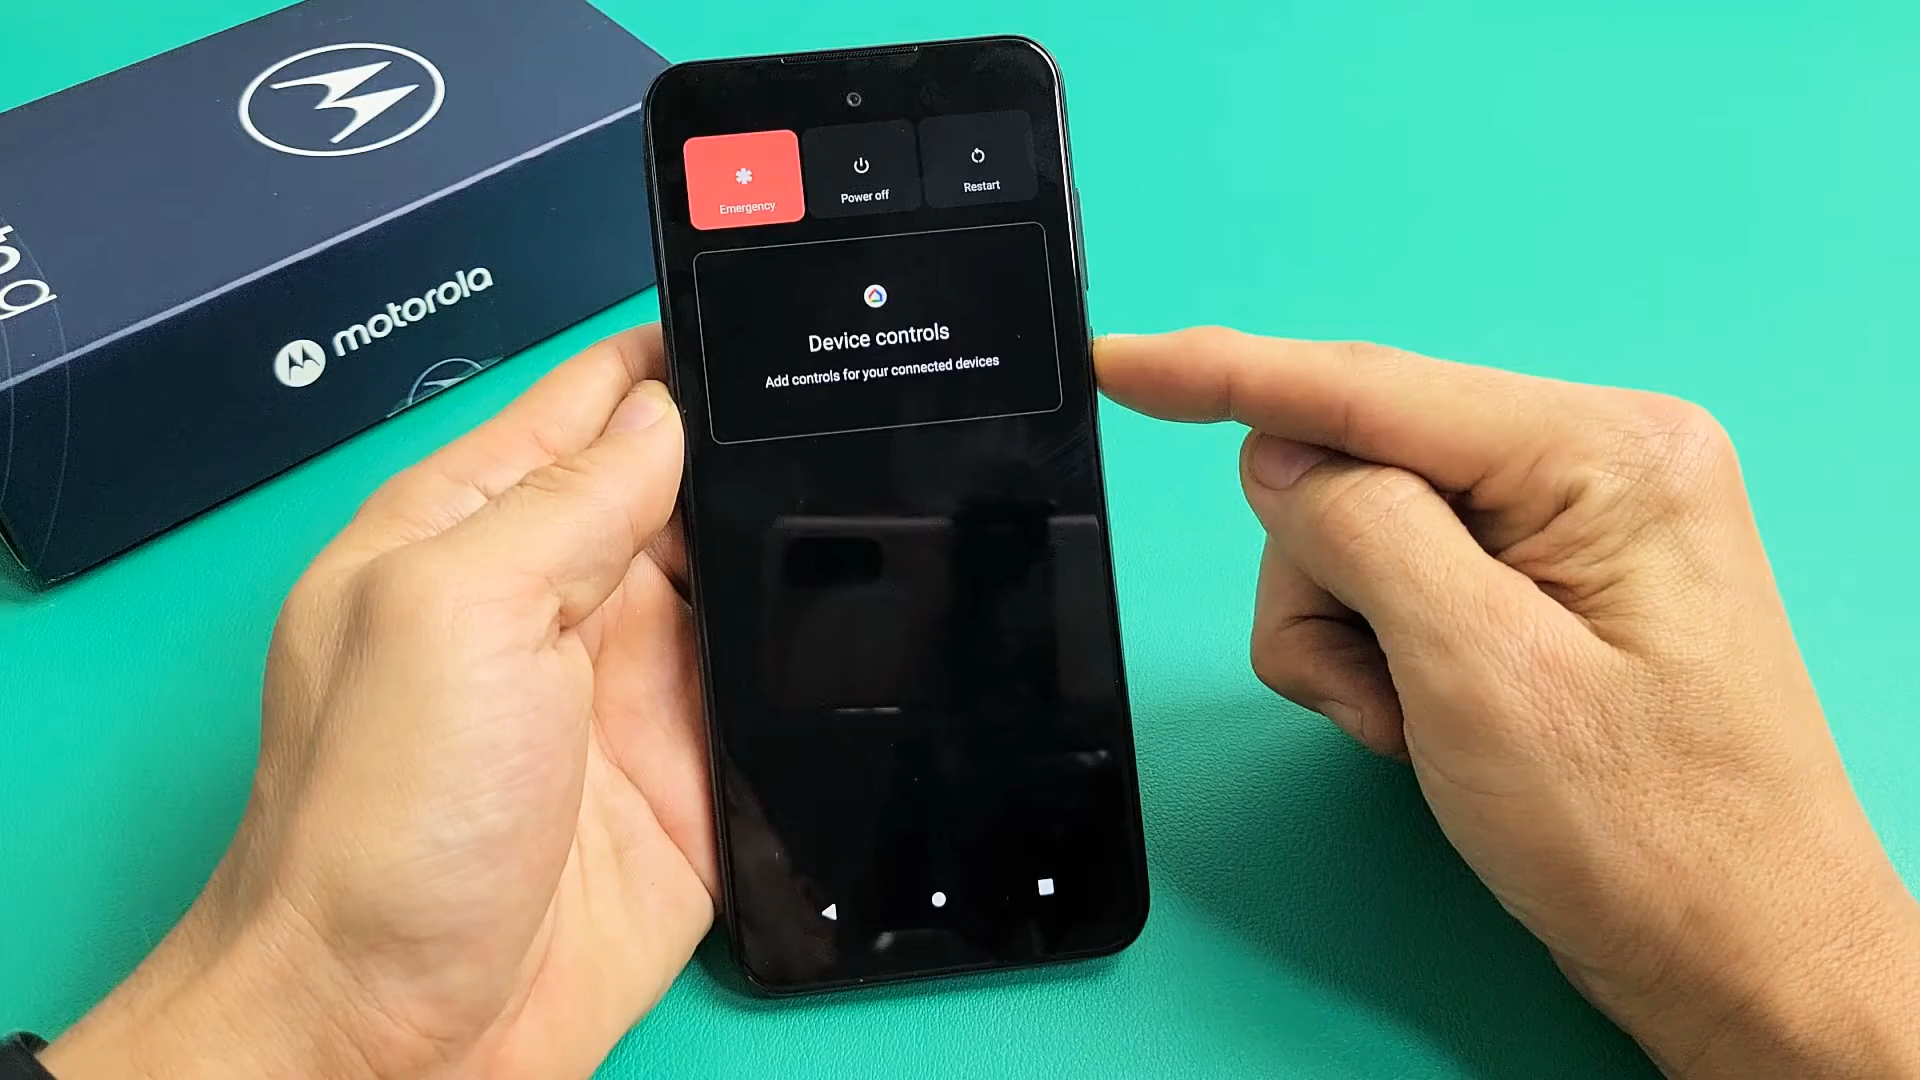 motorola
Emergency
Power off
Restart
Device controls
Add controls for your connected devices